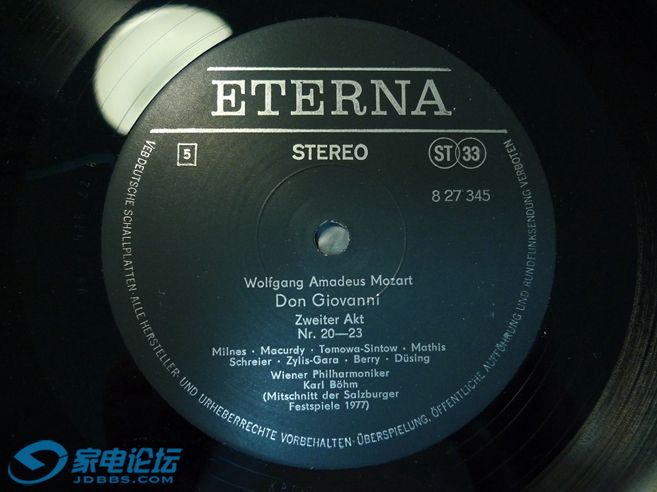 ETERNA
5 STEREO ST 33
8 27 345
Wolfgang Amadeus Mozart
Don Giovanni
Zweiter Akt
Nr. 20—23
Milnes · Macurdy · Tomowa-Sintow · Mathis
Schreier · Zylis-Gara · Berry · Düsing
Wiener Philharmoniker
Karl Böhm
(Mitschnitt der Salzburger
Festspiele 1977)
VEB DEUTSCHE SCHALLPLATTEN · ALLE HERSTELLER- UND URHEBERRECHTE VORBEHALTEN · ÜBERSPIELUNG, ÖFFENTLICHE AUFFÜHRUNG UND RUNDFUNKSENDUNG VERBOTEN
家电论坛
JDBBS.COM